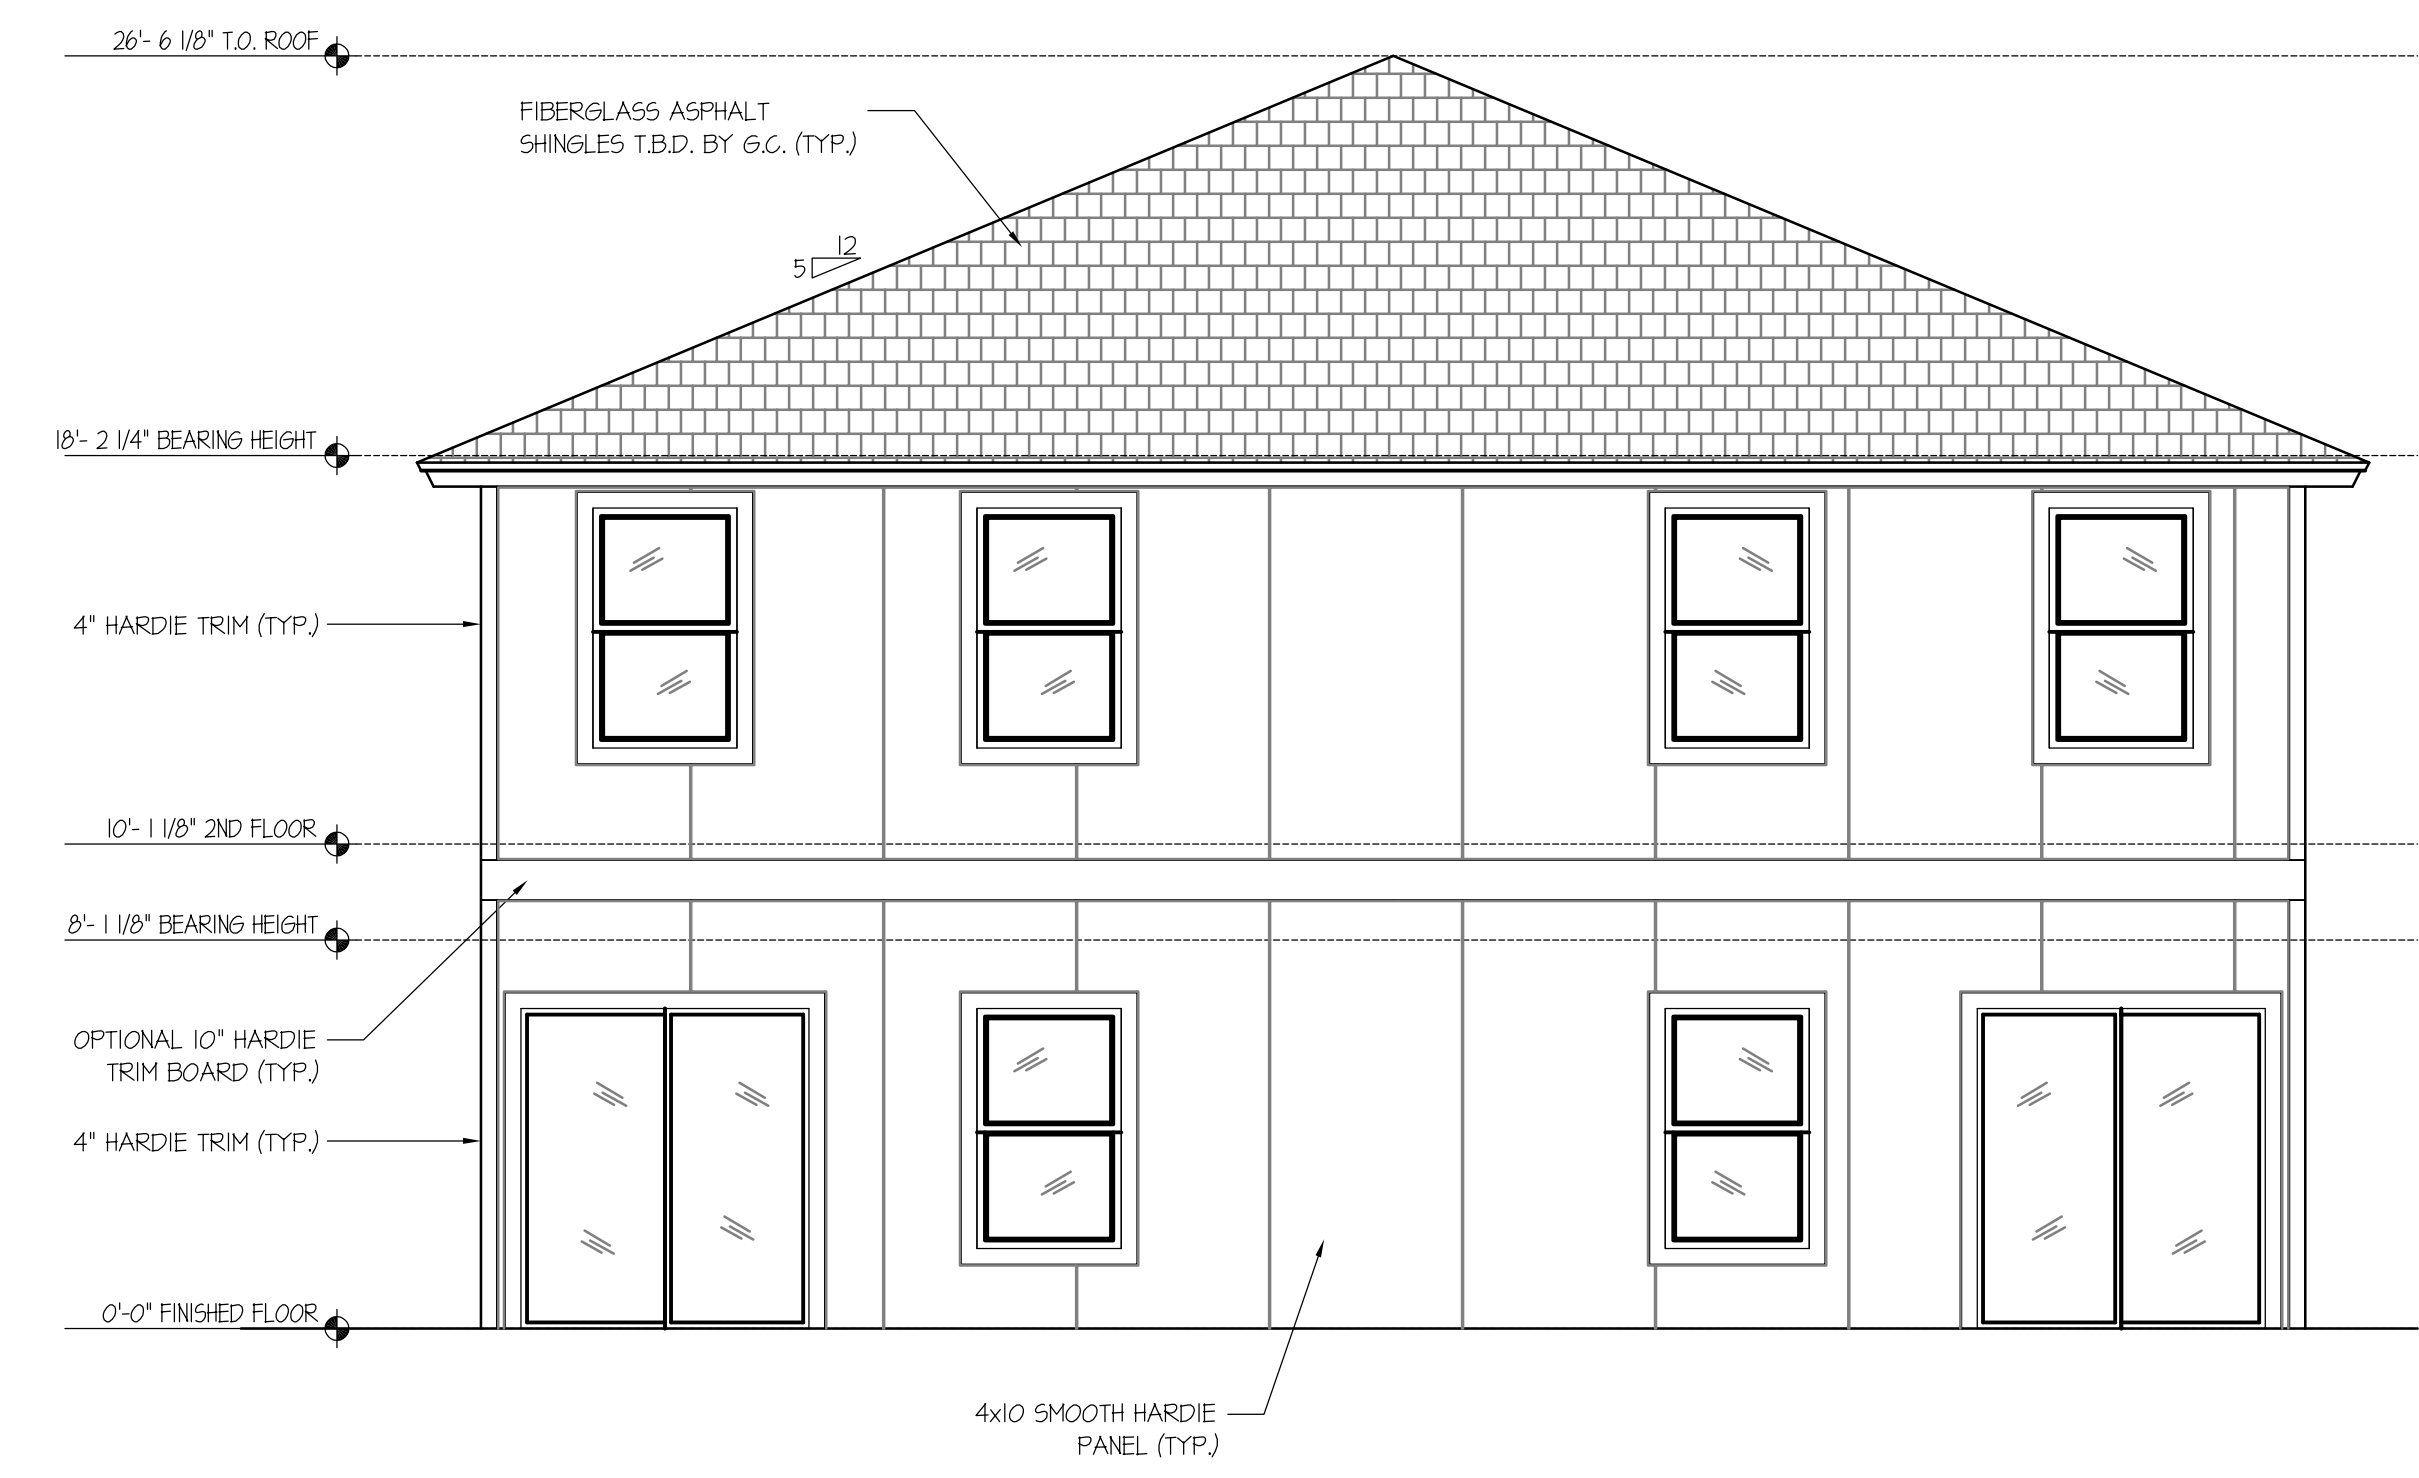 26'- 6 1/8" T.O. ROOF
FIBERGLASS ASPHALT
SHINGLES T.B.D. BY G.C. (TYP.)
12
5
18'- 2 1/4" BEARING HEIGHT
4" HARDIE TRIM (TYP.)
10'- 1 1/8" 2ND FLOOR
8'- 1 1/8" BEARING HEIGHT
OPTIONAL 10" HARDIE
TRIM BOARD (TYP.)
4" HARDIE TRIM (TYP.)
0'-0" FINISHED FLOOR
4x10 SMOOTH HARDIE
PANEL (TYP.)